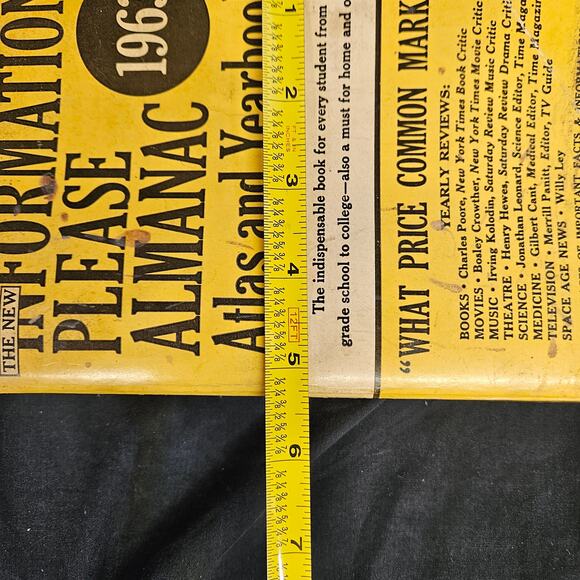 THE NEW
INFORMATION
PLEASE
ALMANAC
1963
Atlas and Yearbook
The indispensable book for every student from
grade school to college—also a must for home and
"WHAT PRICE COMMON MARK
YEARLY REVIEWS:
BOOKS • Charles Poore, New York Times Book Critic
MOVIES • Bosley Crowther, New York Times Movie Critic
MUSIC • Irving Kolodin, Saturday Review Music Critic
THEATRE • Henry Hewes, Saturday Review Drama Criti
SCIENCE • Jonathan Leonard, Science Editor, Time Maga
MEDICINE • Gilbert Cant, Medical Editor, Time Magazin
TELEVISION • Merrill Panitt, Editor, TV Guide
SPACE AGE NEWS • Willy Ley
1
2
3
4
12FT
5
6
7